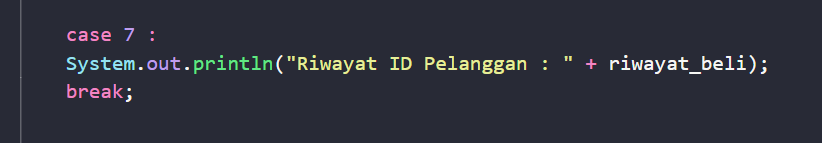 case 7 :
System.out.println("Riwayat ID Pelanggan : " + riwayat_beli);
break;